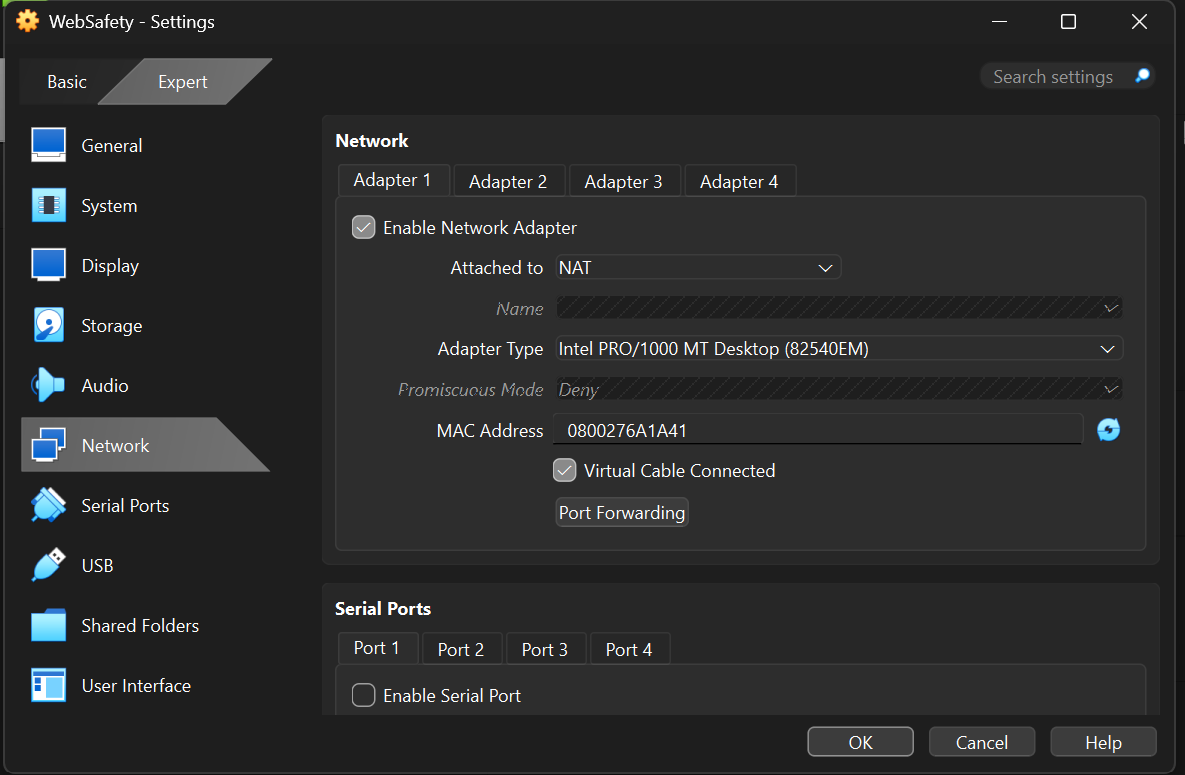 WebSafety - Settings
Basic
Expert
Search settings
General
System
Display
Storage
Audio
Network
Serial Ports
USB
Shared Folders
User Interface
Network
Adapter 1
Adapter 2
Adapter 3
Adapter 4
Enable Network Adapter
Attached to NAT
Name
Adapter Type Intel PRO/1000 MT Desktop (82540EM)
Promiscuous Mode Deny
MAC Address 0800276A1A41
Virtual Cable Connected
Port Forwarding
Serial Ports
Port 1
Port 2
Port 3
Port 4
Enable Serial Port
OK
Cancel
Help